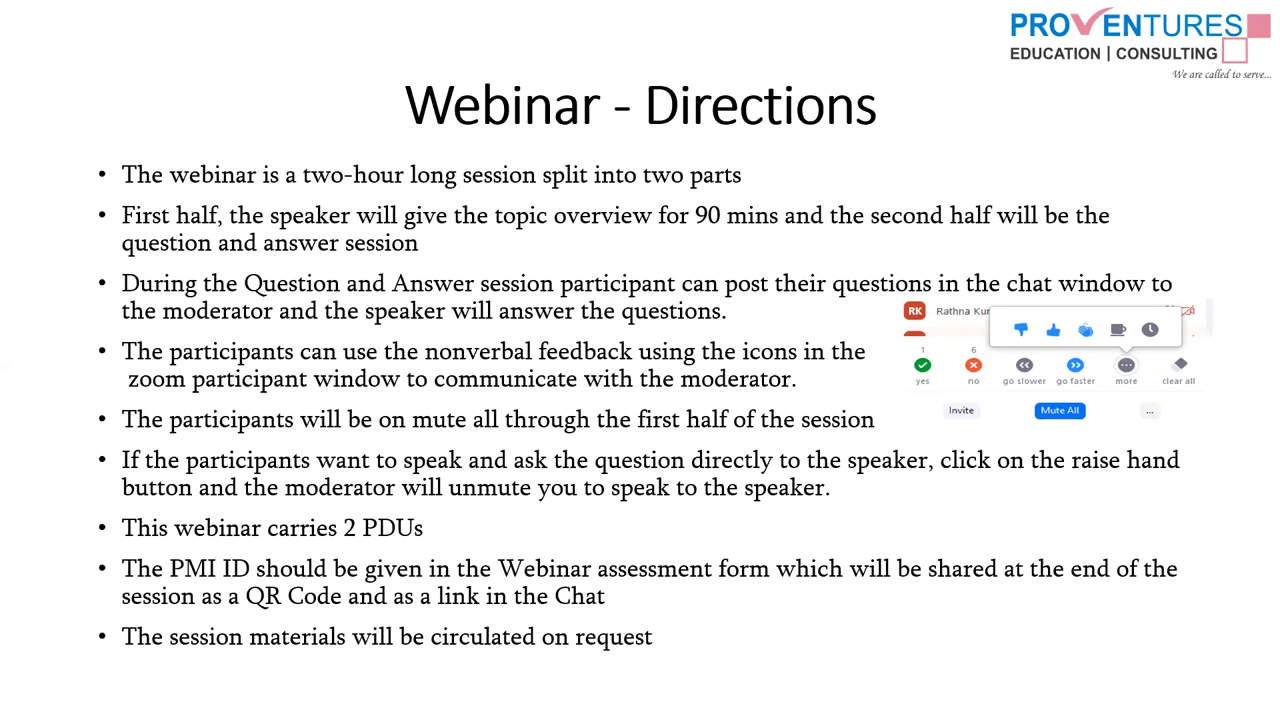 PROVENTURES
EDUCATION | CONSULTING
We are called to serve...
Webinar - Directions
• The webinar is a two-hour long session split into two parts
• First half, the speaker will give the topic overview for 90 mins and the second half will be the
question and answer session
• During the Question and Answer session participant can post their questions in the chat window to
the moderator and the speaker will answer the questions.
RK Rathna Kur
• The participants can use the nonverbal feedback using the icons in the
zoom participant window to communicate with the moderator.
1 6
yes no go slower go faster more clear all
Invite Mute All ...
• The participants will be on mute all through the first half of the session
• If the participants want to speak and ask the question directly to the speaker, click on the raise hand
button and the moderator will unmute you to speak to the speaker.
• This webinar carries 2 PDUs
• The PMI ID should be given in the Webinar assessment form which will be shared at the end of the
session as a QR Code and as a link in the Chat
• The session materials will be circulated on request